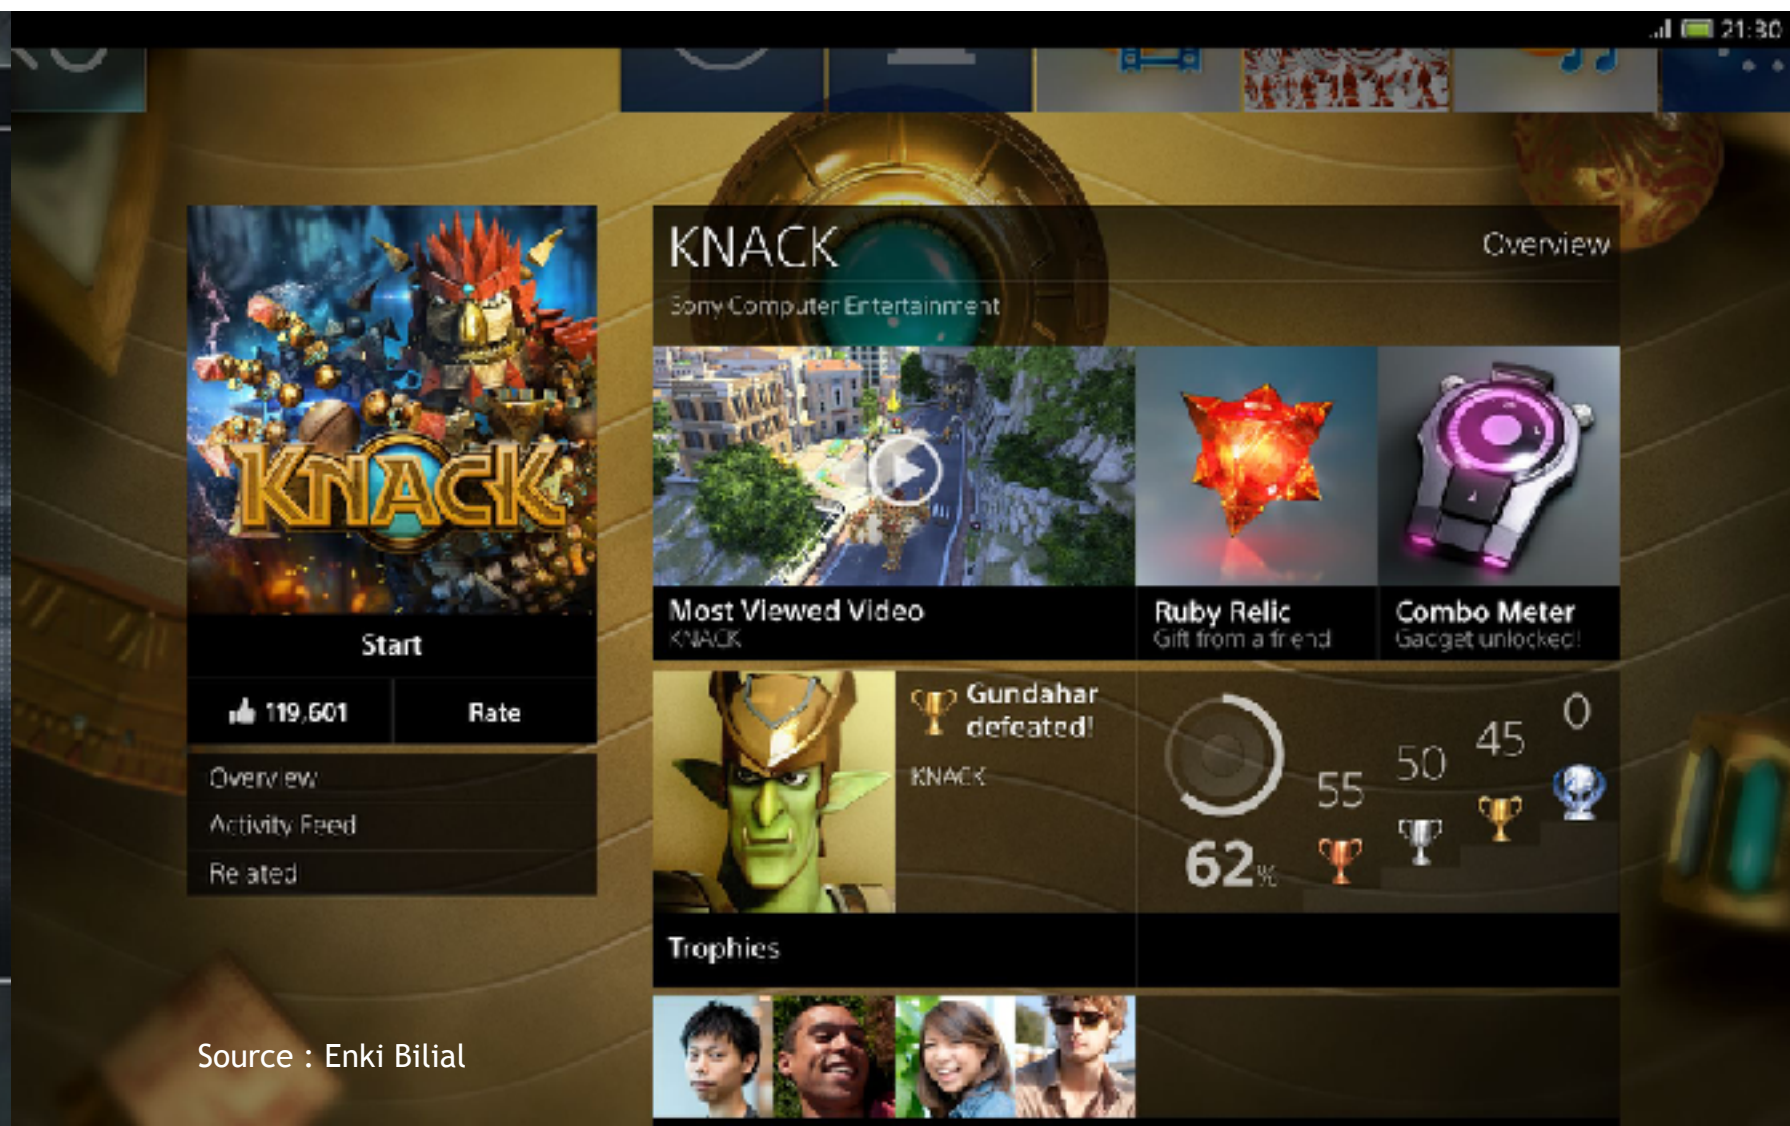 21:30
KNACK
Start
119,601
Rate
Overview
Activity Feed
Related
KNACK
Overview
Sony Computer Entertainment
Most Viewed Video
KNACK
Ruby Relic
Gift from a friend
Combo Meter
Gadget unlocked!
Gundahar
defeated!
KNACK
62%
55
50
45
0
Trophies
Source : Enki Bilial